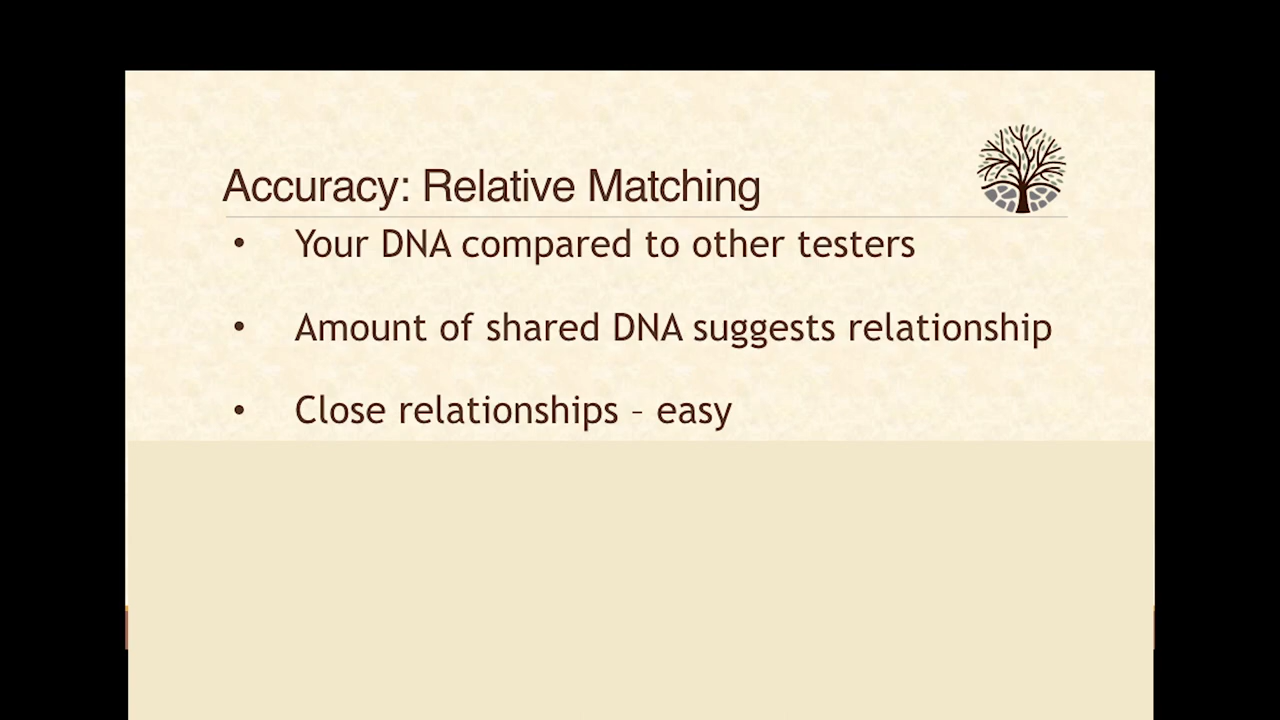 Accuracy: Relative Matching
• Your DNA compared to other testers
• Amount of shared DNA suggests relationship
• Close relationships – easy